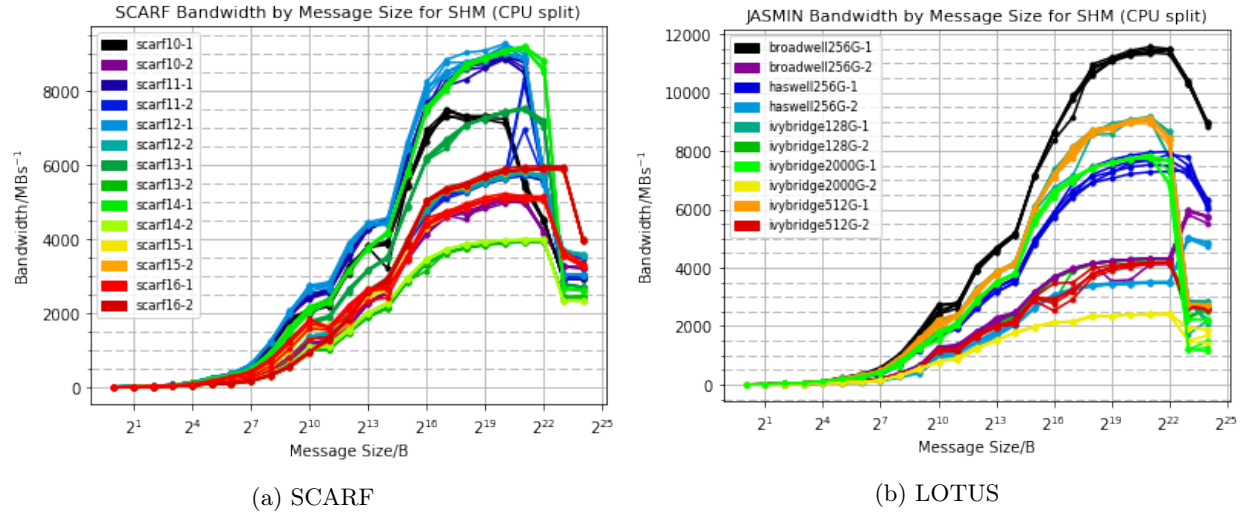 SCARF Bandwidth by Message Size for SHM (CPU split)
Bandwidth/MBs⁻¹
8000
6000
4000
2000
0
scarf10-1
scarf10-2
scarf11-1
scarf11-2
scarf12-1
scarf12-2
scarf13-1
scarf13-2
scarf14-1
scarf14-2
scarf15-1
scarf15-2
scarf16-1
scarf16-2
2¹ 2⁴ 2⁷ 2¹⁰ 2¹³ 2¹⁶ 2¹⁹ 2²² 2²⁵
Message Size/B
(a) SCARF
JASMIN Bandwidth by Message Size for SHM (CPU split)
Bandwidth/MBs⁻¹
12000
10000
8000
6000
4000
2000
0
broadwell256G-1
broadwell256G-2
haswell256G-1
haswell256G-2
ivybridge128G-1
ivybridge128G-2
ivybridge2000G-1
ivybridge2000G-2
ivybridge512G-1
ivybridge512G-2
2¹ 2⁴ 2⁷ 2¹⁰ 2¹³ 2¹⁶ 2¹⁹ 2²² 2²⁵
Message Size/B
(b) LOTUS